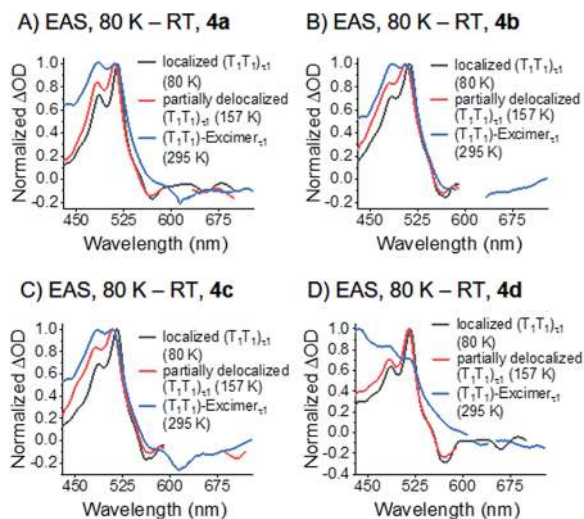 A) EAS, 80 K – RT, 4a
Normalized ΔOD
1.0
0.8
0.6
0.4
0.2
0.0
-0.2
localized (T₁T₁)τ1
(80 K)
partially delocalized
(T₁T₁)τ1 (157 K)
(T₁T₁)-Excimerτ1
(295 K)
450 525 600 675
Wavelength (nm)
B) EAS, 80 K – RT, 4b
Normalized ΔOD
1.0
0.8
0.6
0.4
0.2
0.0
-0.2
localized (T₁T₁)τ1
(80 K)
partially delocalized
(T₁T₁)τ1 (157 K)
(T₁T₁)-Excimerτ1
(295 K)
450 525 600 675
Wavelength (nm)
C) EAS, 80 K – RT, 4c
Normalized ΔOD
1.0
0.8
0.6
0.4
0.2
0.0
-0.2
localized (T₁T₁)τ1
(80 K)
partially delocalized
(T₁T₁)τ1 (157 K)
(T₁T₁)-Excimerτ1
(295 K)
450 525 600 675
Wavelength (nm)
D) EAS, 80 K – RT, 4d
Normalized ΔOD
1.0
0.8
0.6
0.4
0.2
0.0
-0.2
-0.4
localized (T₁T₁)τ1
(80 K)
partially delocalized
(T₁T₁)τ1 (157 K)
(T₁T₁)-Excimerτ1
(295 K)
450 525 600 675
Wavelength (nm)